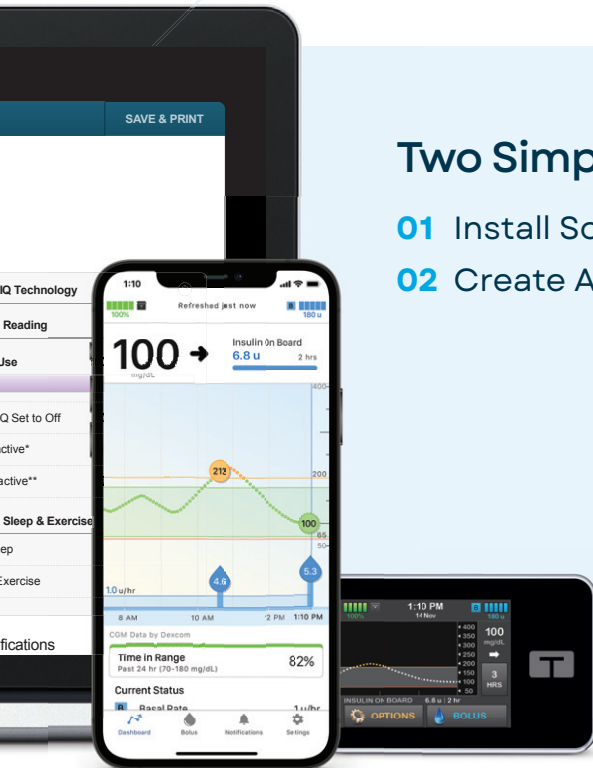 SAVE & PRINT
Two Simp
01 Install So
02 Create A
IQ Technology
Reading
Use
Q Set to Off
ctive*
active**
Sleep & Exercise
ep
Exercise
fications
1:10
100%
Refreshed just now
B
180 u
100
mg/dL
Insulin On Board
6.8 u
2 hrs
400
213
200
100
65
50
4.6
5.3
1.0 u/hr
8 AM
10 AM
2 PM
1:10 PM
CGM Data by Dexcom
Time in Range
82%
Past 24 hr (70-180 mg/dL)
Current Status
B Basal Rate 1 u/hr
Dashboard
Bolus
Notifications
Settings
100%
1:10 PM
14 Nov
B
180 u
400
350
300
250
200
150
100
50
100
mg/dL
3
HRS
INSULIN ON BOARD 6.8 u | 2 hr
OPTIONS
BOLUS
T